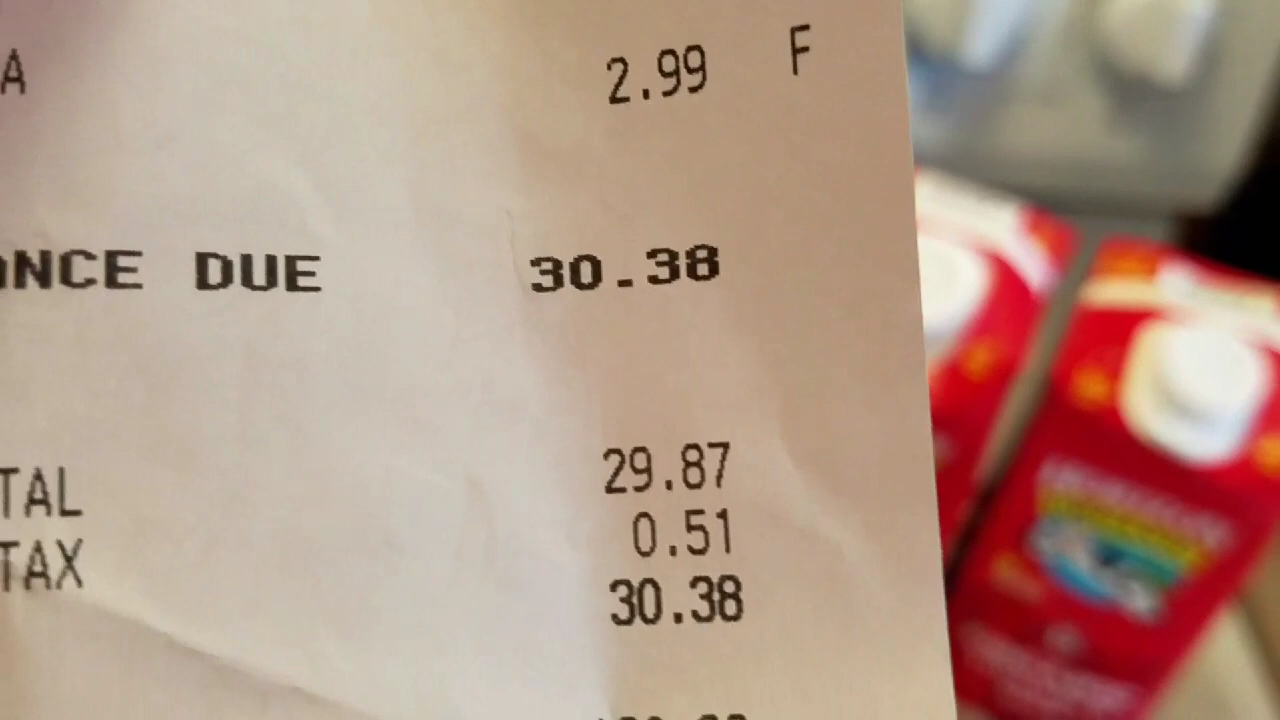 A 2.99 F
NCE DUE 30.38
TAL 29.87
TAX 0.51
30.38